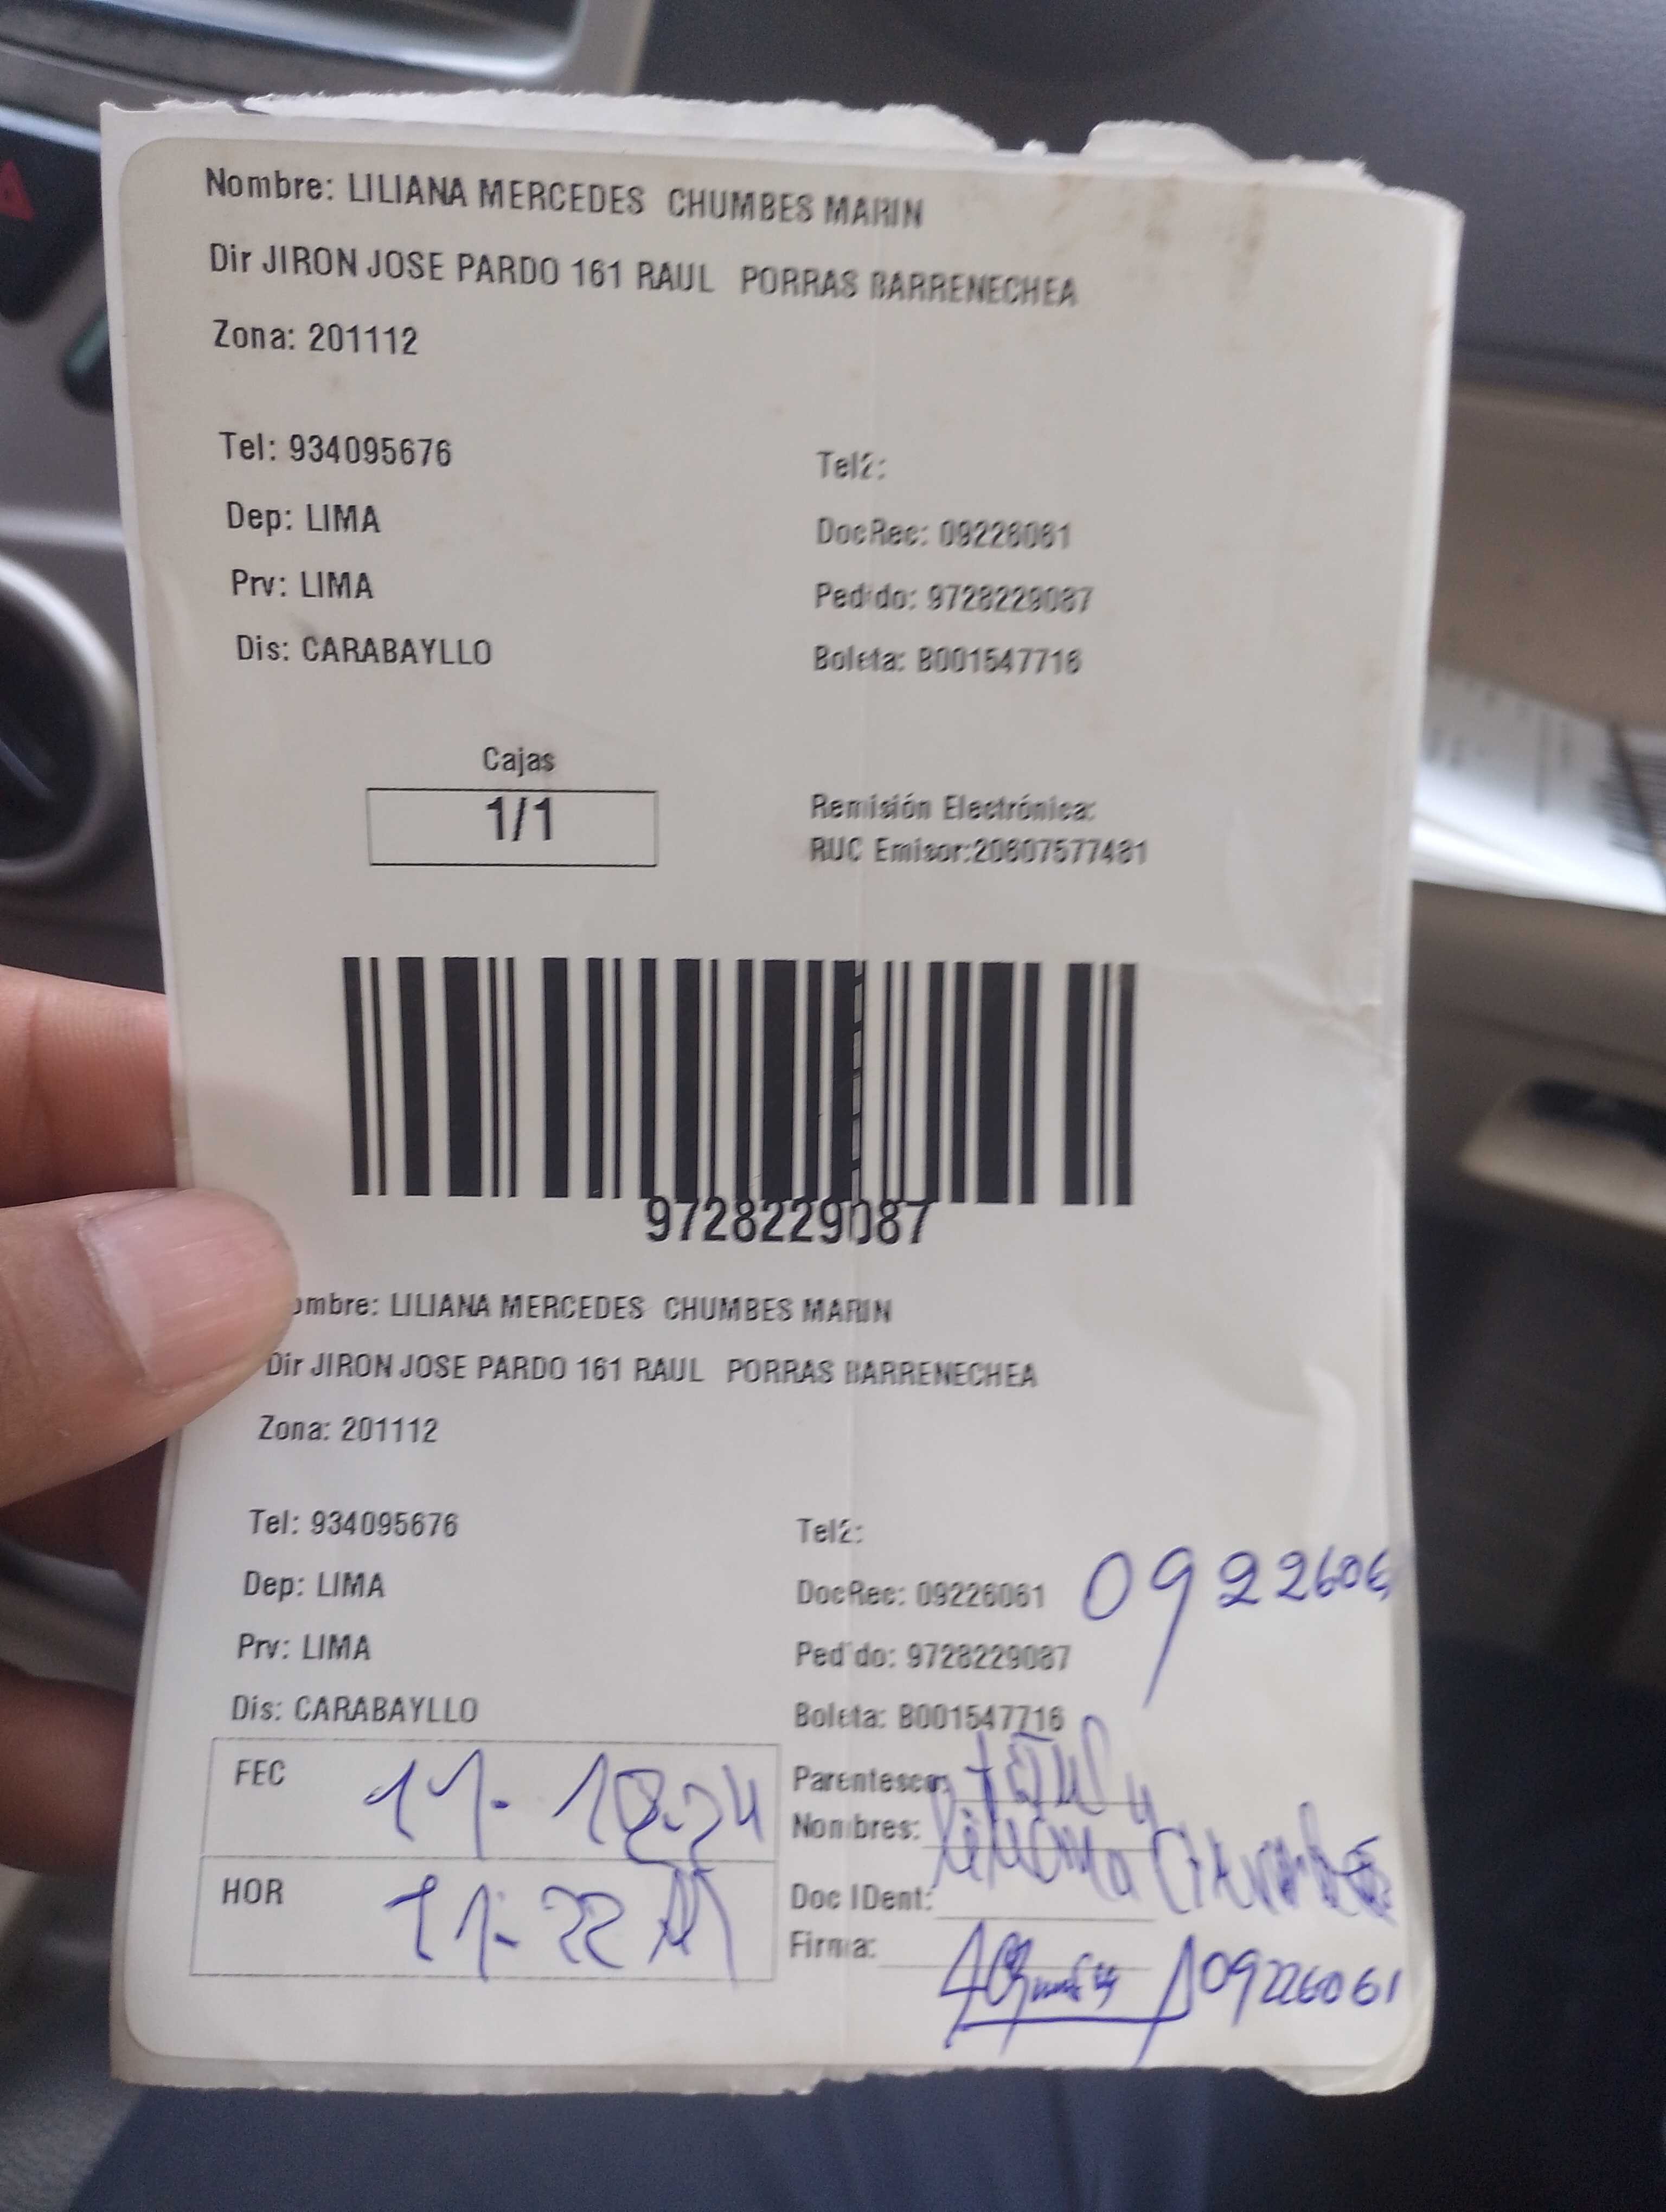 Nombre: LILIANA MERCEDES CHUMBES MARIN
Dir JIRON JOSE PARDO 161 RAUL PORRAS BARRENECHEA
Zona: 201112
Tel: 934095676
Tel2:
Dep: LIMA
DocRec: 09226061
Prv: LIMA
Pedido: 9728229087
Dis: CARABAYLLO
Boleta: B001547716
Cajas
1/1
Remisión Electrónica:
RUC Emisor:20607577481
9728229087
ombre: LILIANA MERCEDES CHUMBES MARIN
Dir JIRON JOSE PARDO 161 RAUL PORRAS BARRENECHEA
Zona: 201112
Tel: 934095676
Tel2:
Dep: LIMA
DocRec: 09226061 0922606
Prv: LIMA
Pedido: 9728229087
Dis: CARABAYLLO
Boleta: B001547716
FEC
Parentesco:
Nombres: Liliana
HOR 11:22
Doc IDent:
Firma: 09226061